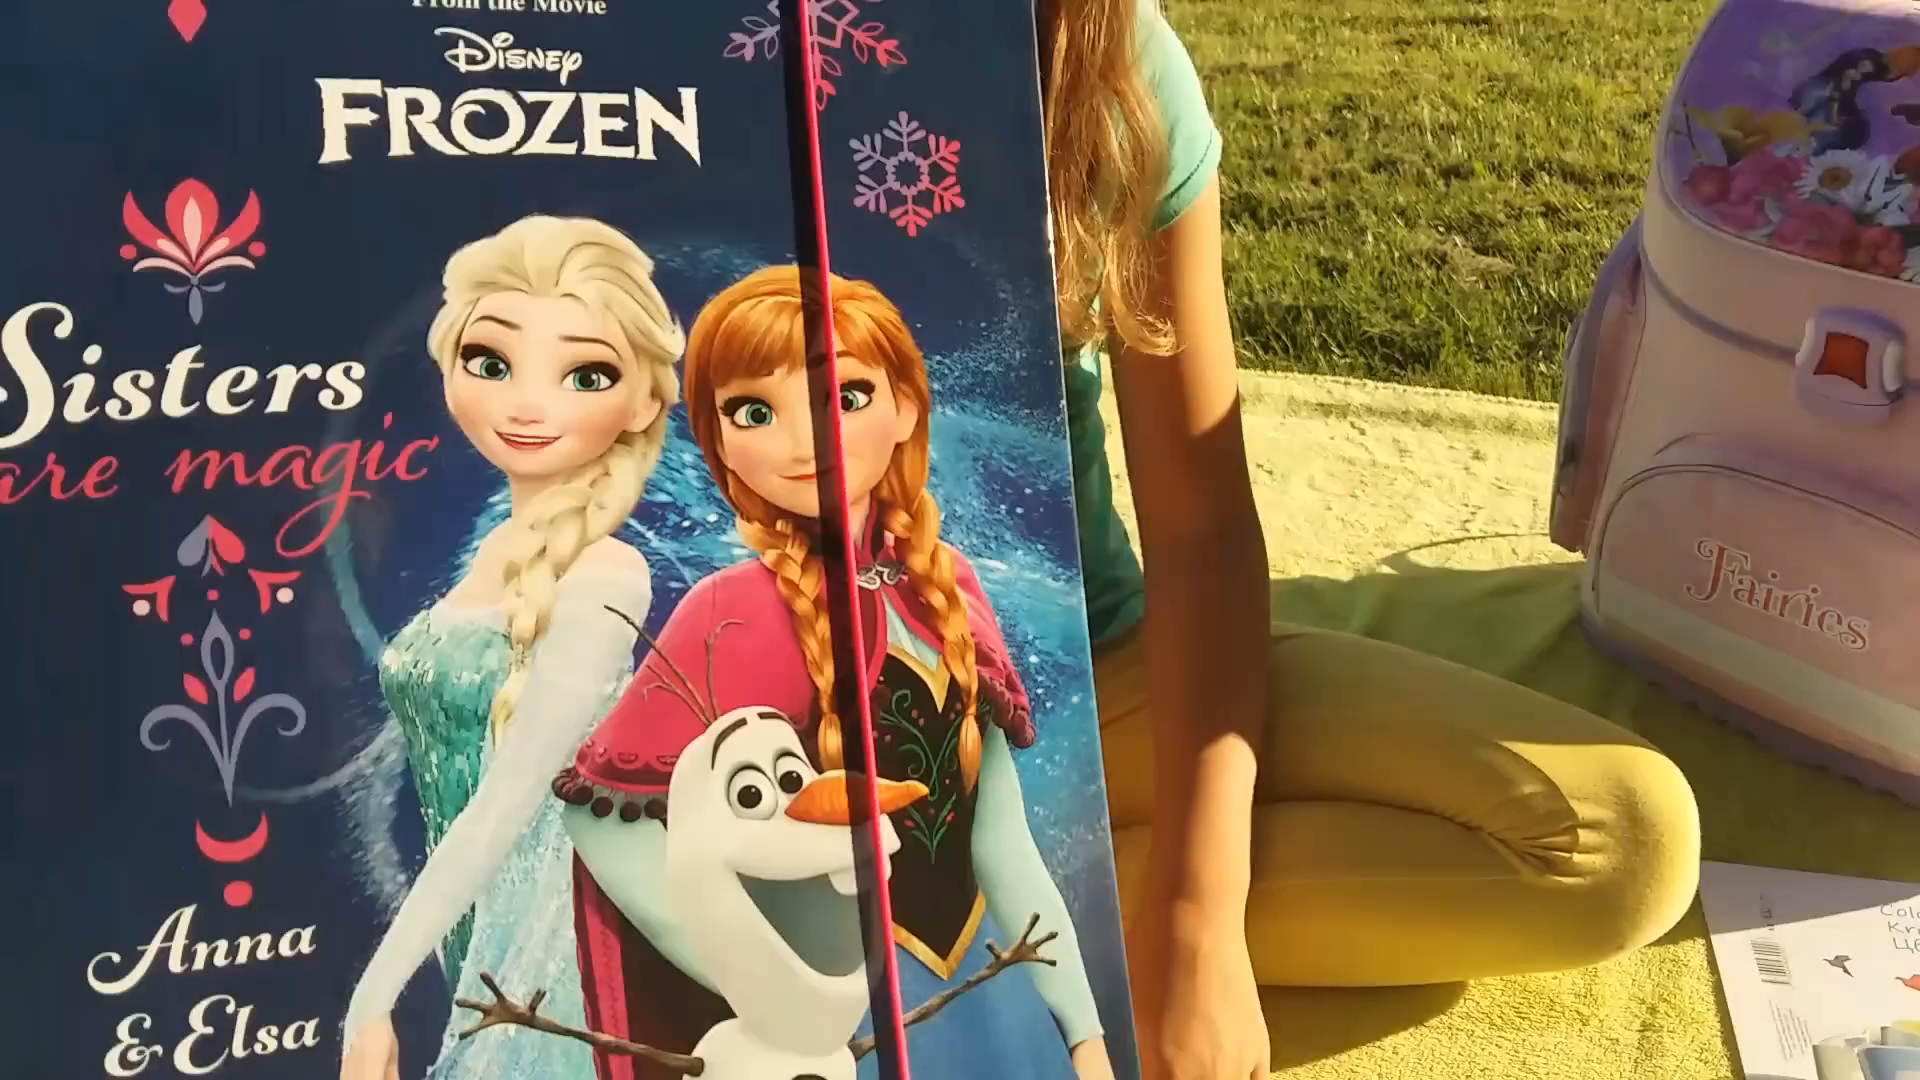 From the Movie
Disney
FROZEN
Sisters
are magic
Anna
& Elsa
Fairies